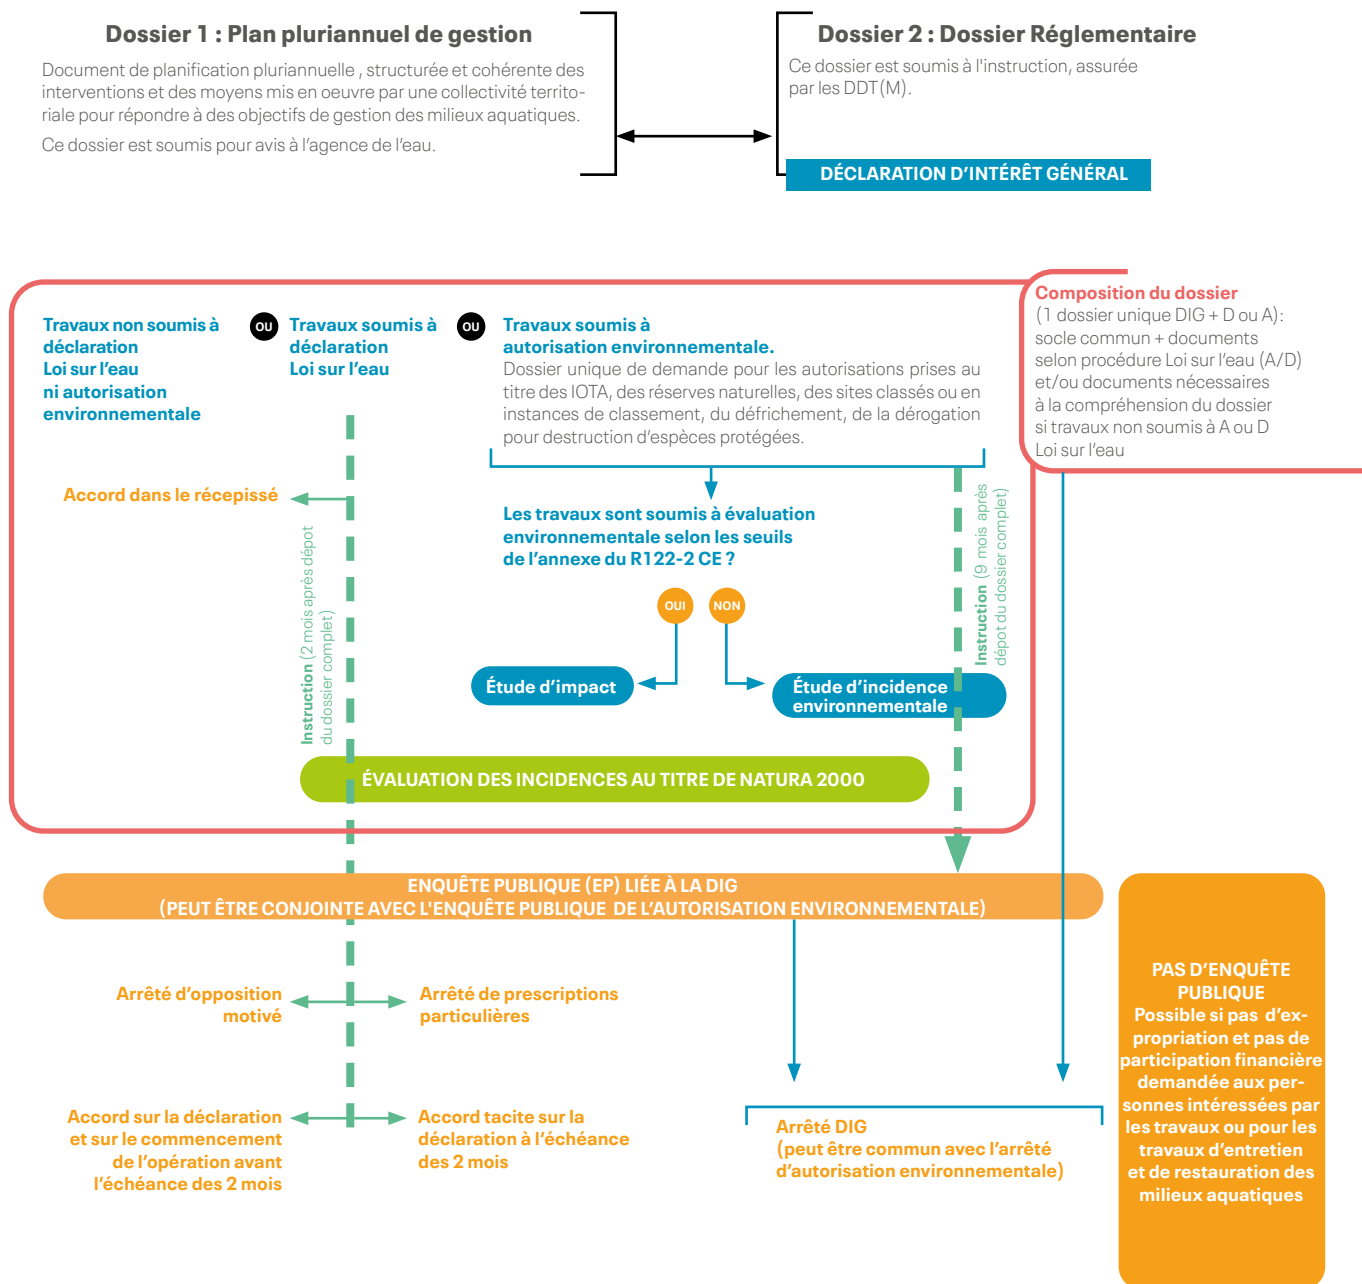 Dossier 1 : Plan pluriannuel de gestion
Document de planification pluriannuelle , structurée et cohérente des
interventions et des moyens mis en oeuvre par une collectivité territo-
riale pour répondre à des objectifs de gestion des milieux aquatiques.
Ce dossier est soumis pour avis à l'agence de l'eau.
Dossier 2 : Dossier Réglementaire
Ce dossier est soumis à l'instruction, assurée
par les DDT(M).
DÉCLARATION D'INTÉRÊT GÉNÉRAL
Travaux non soumis à
déclaration
Loi sur l'eau
ni autorisation
environnementale
OU
Travaux soumis à
déclaration
Loi sur l'eau
OU
Travaux soumis à
autorisation environnementale.
Dossier unique de demande pour les autorisations prises au
titre des IOTA, des réserves naturelles, des sites classés ou en
instances de classement, du défrichement, de la dérogation
pour destruction d'espèces protégées.
Composition du dossier
(1 dossier unique DIG + D ou A):
socle commun + documents
selon procédure Loi sur l'eau (A/D)
et/ou documents nécessaires
à la compréhension du dossier
si travaux non soumis à A ou D
Loi sur l'eau
Accord dans le récepissé
Instruction (2 mois après dépot
du dossier complet)
Les travaux sont soumis à évaluation
environnementale selon les seuils
de l'annexe du R122-2 CE ?
OUI
NON
Étude d'impact
Étude d'incidence
environnementale
Instruction (9 mois après
dépot du dossier complet)
ÉVALUATION DES INCIDENCES AU TITRE DE NATURA 2000
ENQUÊTE PUBLIQUE (EP) LIÉE À LA DIG
(PEUT ÊTRE CONJOINTE AVEC L'ENQUÊTE PUBLIQUE DE L'AUTORISATION ENVIRONNEMENTALE)
Arrêté d'opposition
motivé
Arrêté de prescriptions
particulières
Accord sur la déclaration
et sur le commencement
de l'opération avant
l'échéance des 2 mois
Accord tacite sur la
déclaration à l'échéance
des 2 mois
Arrêté DIG
(peut être commun avec l'arrêté
d'autorisation environnementale)
PAS D'ENQUÊTE
PUBLIQUE
Possible si pas d'ex-
propriation et pas de
participation financière
demandée aux per-
sonnes intéressées par
les travaux ou pour les
travaux d'entretien
et de restauration des
milieux aquatiques